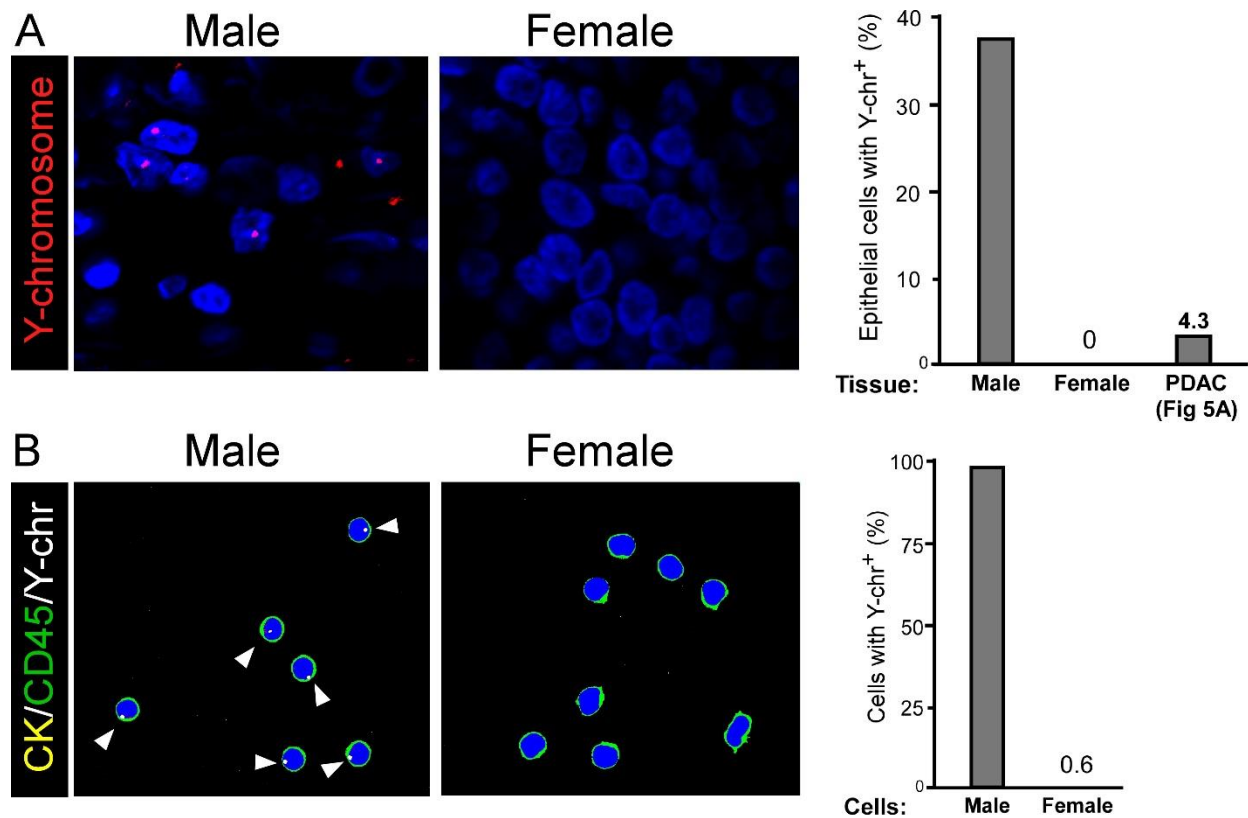 A
Male
Female
Y-chromosome
Epithelial cells with Y-chr+ (%)
40
30
20
10
0
0
4.3
Tissue:
Male
Female
PDAC
(Fig 5A)
B
Male
Female
CK/CD45/Y-chr
Cells with Y-chr+ (%)
100
75
50
25
0
0.6
Cells:
Male
Female